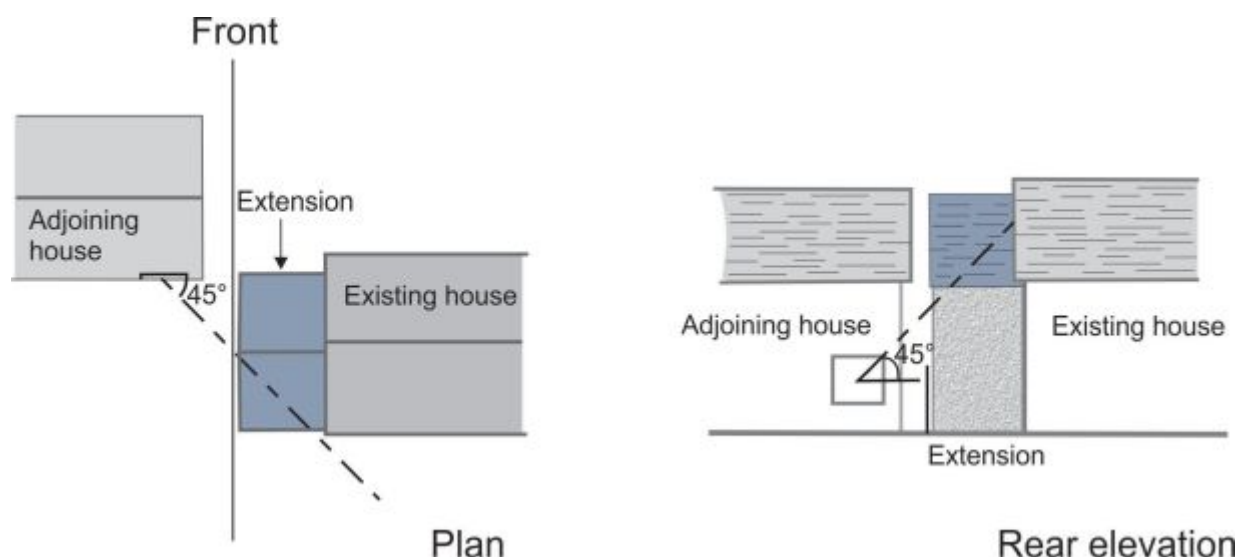 Front
Extension
Adjoining
house
45°
Existing house
Plan
Adjoining house
45°
Existing house
Extension
Rear elevation